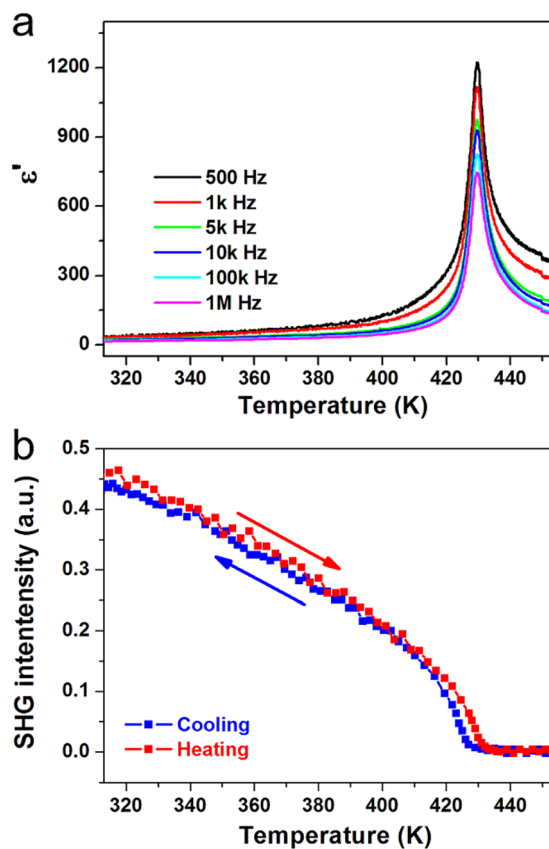 a
1200
900
600
300
0
ε'
500 Hz
1k Hz
5k Hz
10k Hz
100k Hz
1M Hz
320 340 360 380 400 420 440
Temperature (K)
b
0.5
0.4
0.3
0.2
0.1
0.0
SHG intentensity (a.u.)
Cooling
Heating
320 340 360 380 400 420 440
Temperature (K)